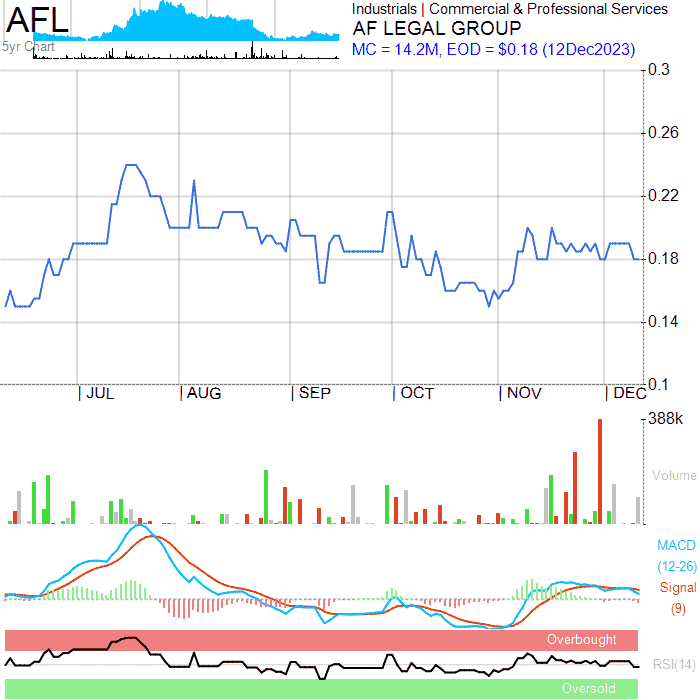 AFL
5yr Chart
Industrials | Commercial & Professional Services
AF LEGAL GROUP
MC = 14.2M, EOD = $0.18 (12Dec2023)
0.3
0.26
0.22
0.18
0.14
0.1
JUL
AUG
SEP
OCT
NOV
DEC
388k
Volume
MACD
(12-26)
Signal
(9)
Overbought
RSI(14)
Oversold